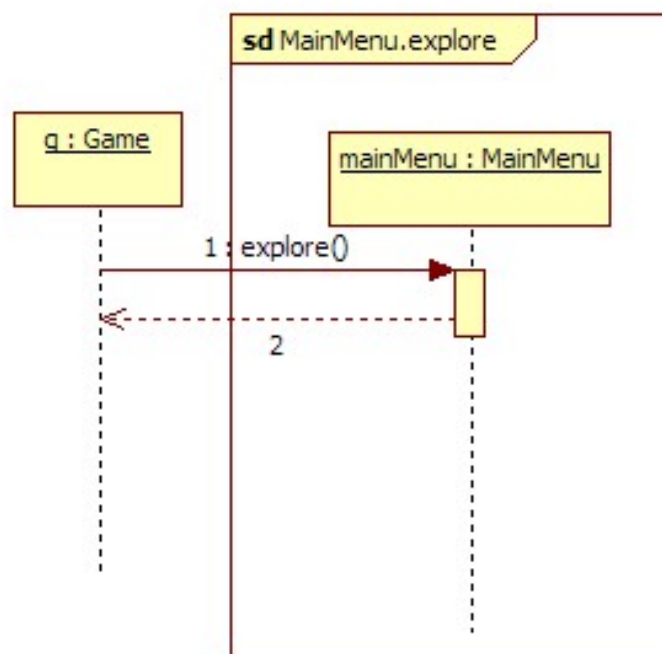 sd MainMenu.explore
g : Game
mainMenu : MainMenu
1 : explore()
2